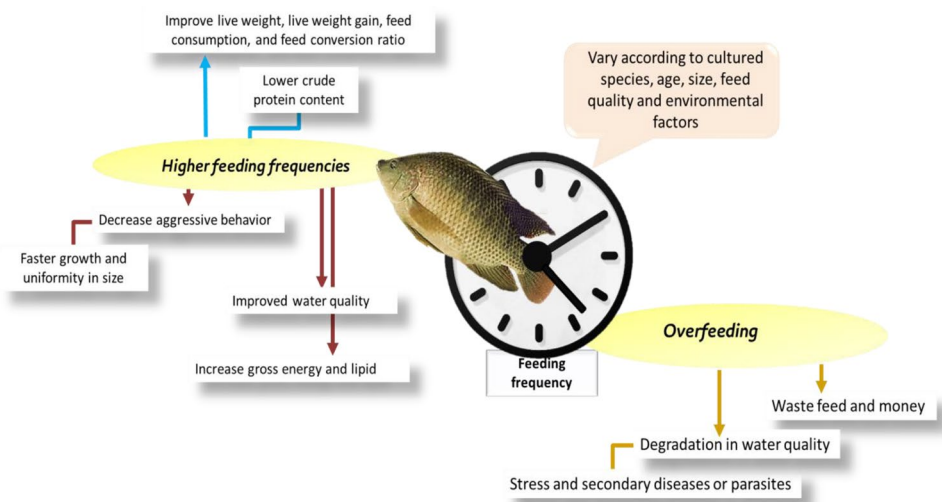 Improve live weight, live weight gain, feed
consumption, and feed conversion ratio
Lower crude
protein content
Vary according to cultured
species, age, size, feed
quality and environmental
factors
Higher feeding frequencies
Decrease aggressive behavior
Faster growth and
uniformity in size
Improved water quality
Increase gross energy and lipid
Feeding
frequency
Overfeeding
Waste feed and money
Degradation in water quality
Stress and secondary diseases or parasites